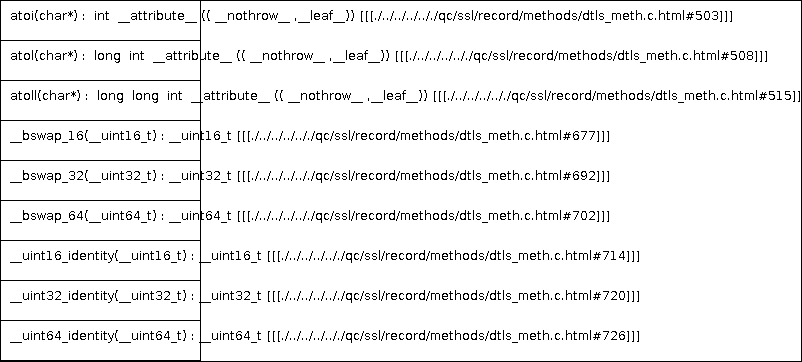 atoi(char*) : int __attribute__ (( __nothrow__ ,__leaf__)) [[[./../../../.././qc/ssl/record/methods/dtls_meth.c.html#503]]]
atol(char*) : long int __attribute__ (( __nothrow__ ,__leaf__)) [[[./../../../.././qc/ssl/record/methods/dtls_meth.c.html#508]]]
atoll(char*) : long long int __attribute__ (( __nothrow__ ,__leaf__)) [[[./../../../.././qc/ssl/record/methods/dtls_meth.c.html#515]]]
__bswap_16(__uint16_t) : __uint16_t [[[./../../../.././qc/ssl/record/methods/dtls_meth.c.html#677]]]
__bswap_32(__uint32_t) : __uint32_t [[[./../../../.././qc/ssl/record/methods/dtls_meth.c.html#692]]]
__bswap_64(__uint64_t) : __uint64_t [[[./../../../.././qc/ssl/record/methods/dtls_meth.c.html#702]]]
__uint16_identity(__uint16_t) : __uint16_t [[[./../../../.././qc/ssl/record/methods/dtls_meth.c.html#714]]]
__uint32_identity(__uint32_t) : __uint32_t [[[./../../../.././qc/ssl/record/methods/dtls_meth.c.html#720]]]
__uint64_identity(__uint64_t) : __uint64_t [[[./../../../.././qc/ssl/record/methods/dtls_meth.c.html#726]]]